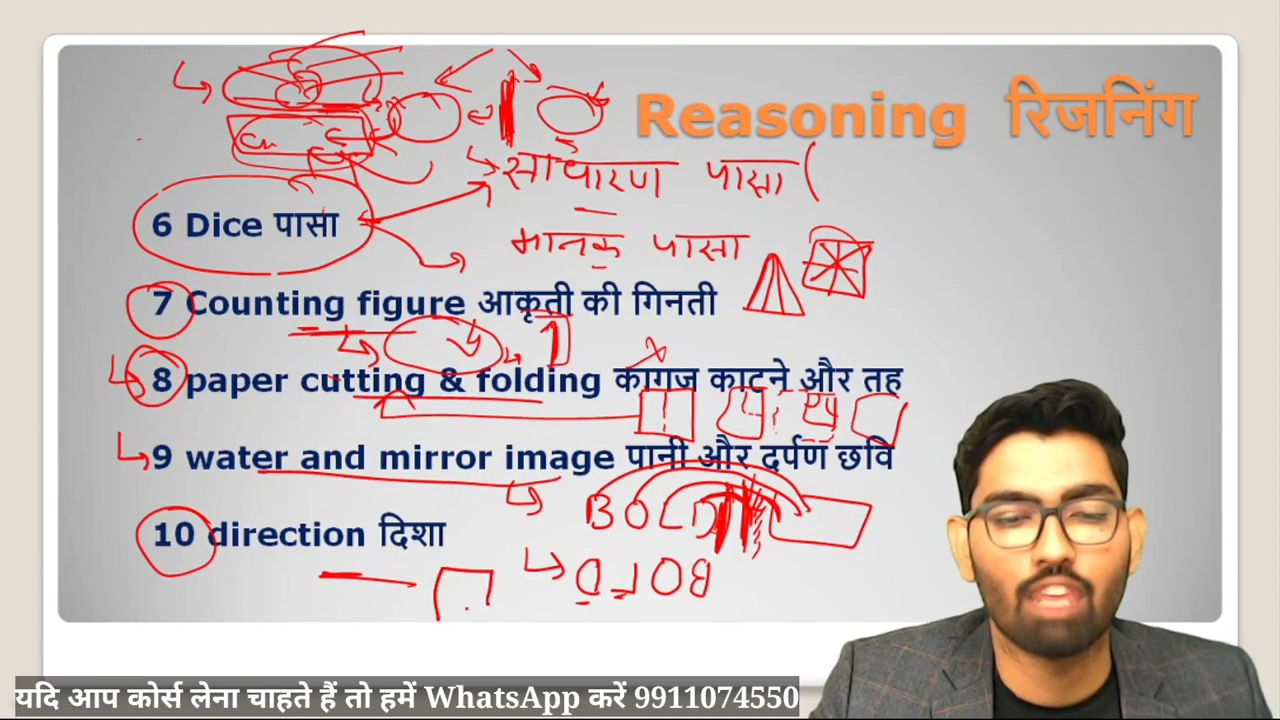 Reasoning रिजनिंग
साधारण पासा
6 Dice पासा
मानक पासा
7 Counting figure आकृती की गिनती
8 paper cutting & folding कागज काटने और तह
9 water and mirror image पानी और दर्पण छवि
BOLD
10 direction दिशा
यदि आप कोर्स लेना चाहते हैं तो हमें WhatsApp करें 9911074550